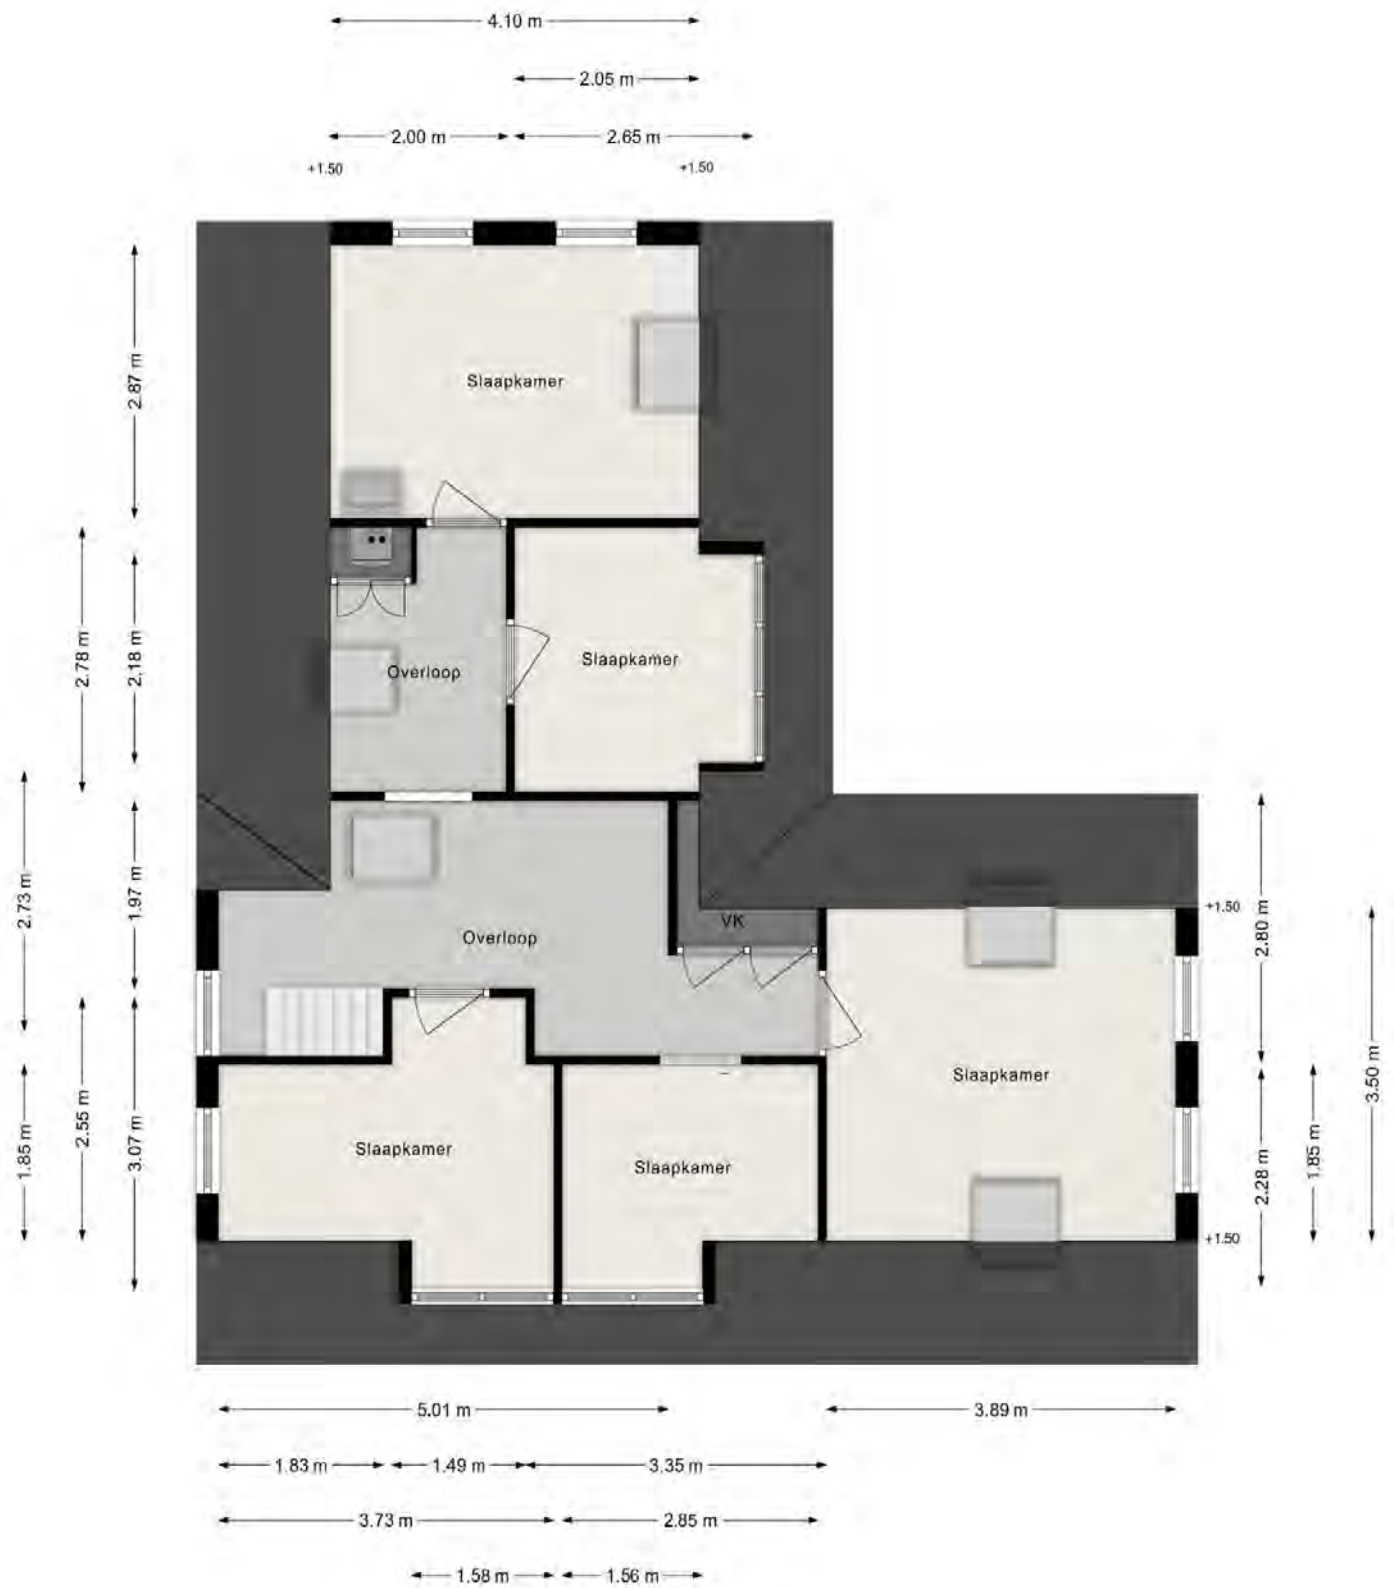 4.10 m
2.05 m
2.00 m
2.65 m
+1.50
+1.50
2.87 m
Slaapkamer
2.78 m
2.18 m
Overloop
Slaapkamer
2.73 m
1.97 m
Overloop
VK
+1.50
2.80 m
Slaapkamer
3.50 m
1.85 m
2.55 m
3.07 m
Slaapkamer
Slaapkamer
2.28 m
1.85 m
+1.50
5.01 m
3.89 m
1.83 m
1.49 m
3.35 m
3.73 m
2.85 m
1.58 m
1.56 m